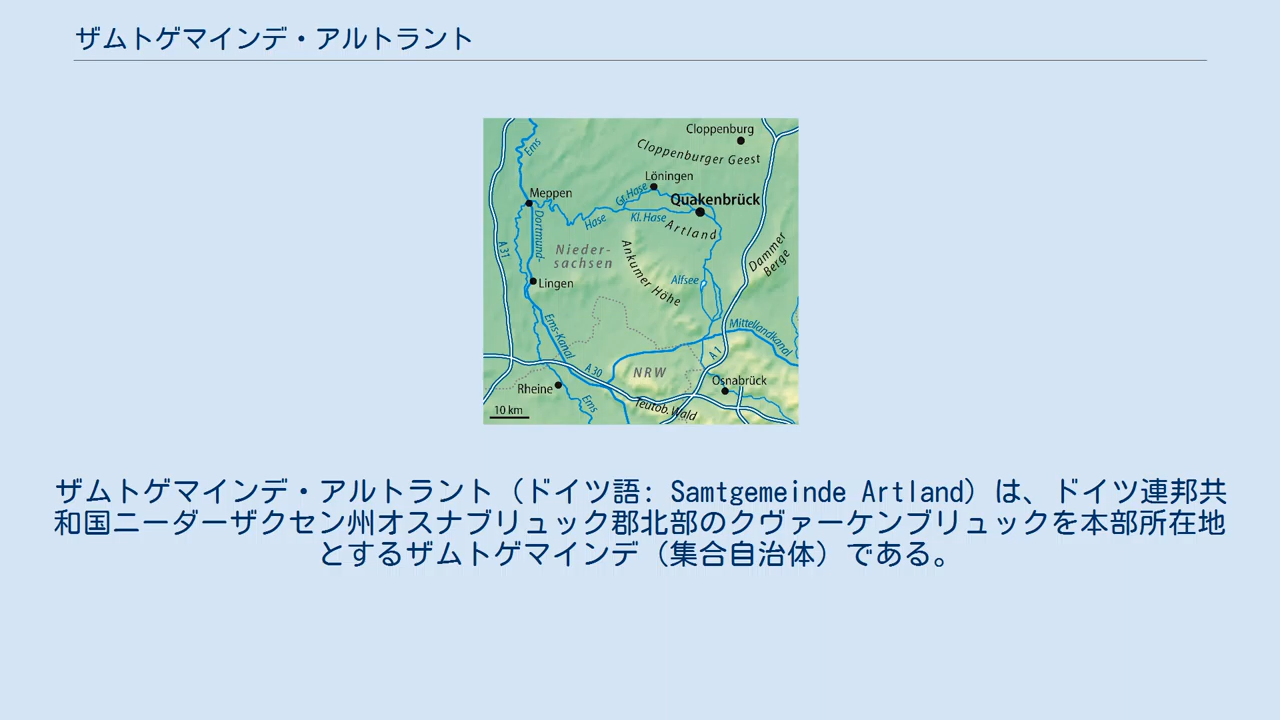 ザムトゲマインデ・アルトラント
Cloppenburg
Cloppenburger Geest
Ems
Löningen
Meppen
Gr. Hase
Quakenbrück
Hase
Kl. Hase
Artland
Dortmund-
A 31
Nieder-
sachsen
Ankumer Höhe
Dammer
Berge
Alfsee
Lingen
Ems-Kanal
Mittellandkanal
A 1
A 30
NRW
Osnabrück
Rheine
Ems
Teutob. Wald
10 km
ザムトゲマインデ・アルトラント（ドイツ語: Samtgemeinde Artland）は、ドイツ連邦共
和国ニーダーザクセン州オスナブリュック郡北部のクヴァーケンブリュックを本部所在地
とするザムトゲマインデ（集合自治体）である。